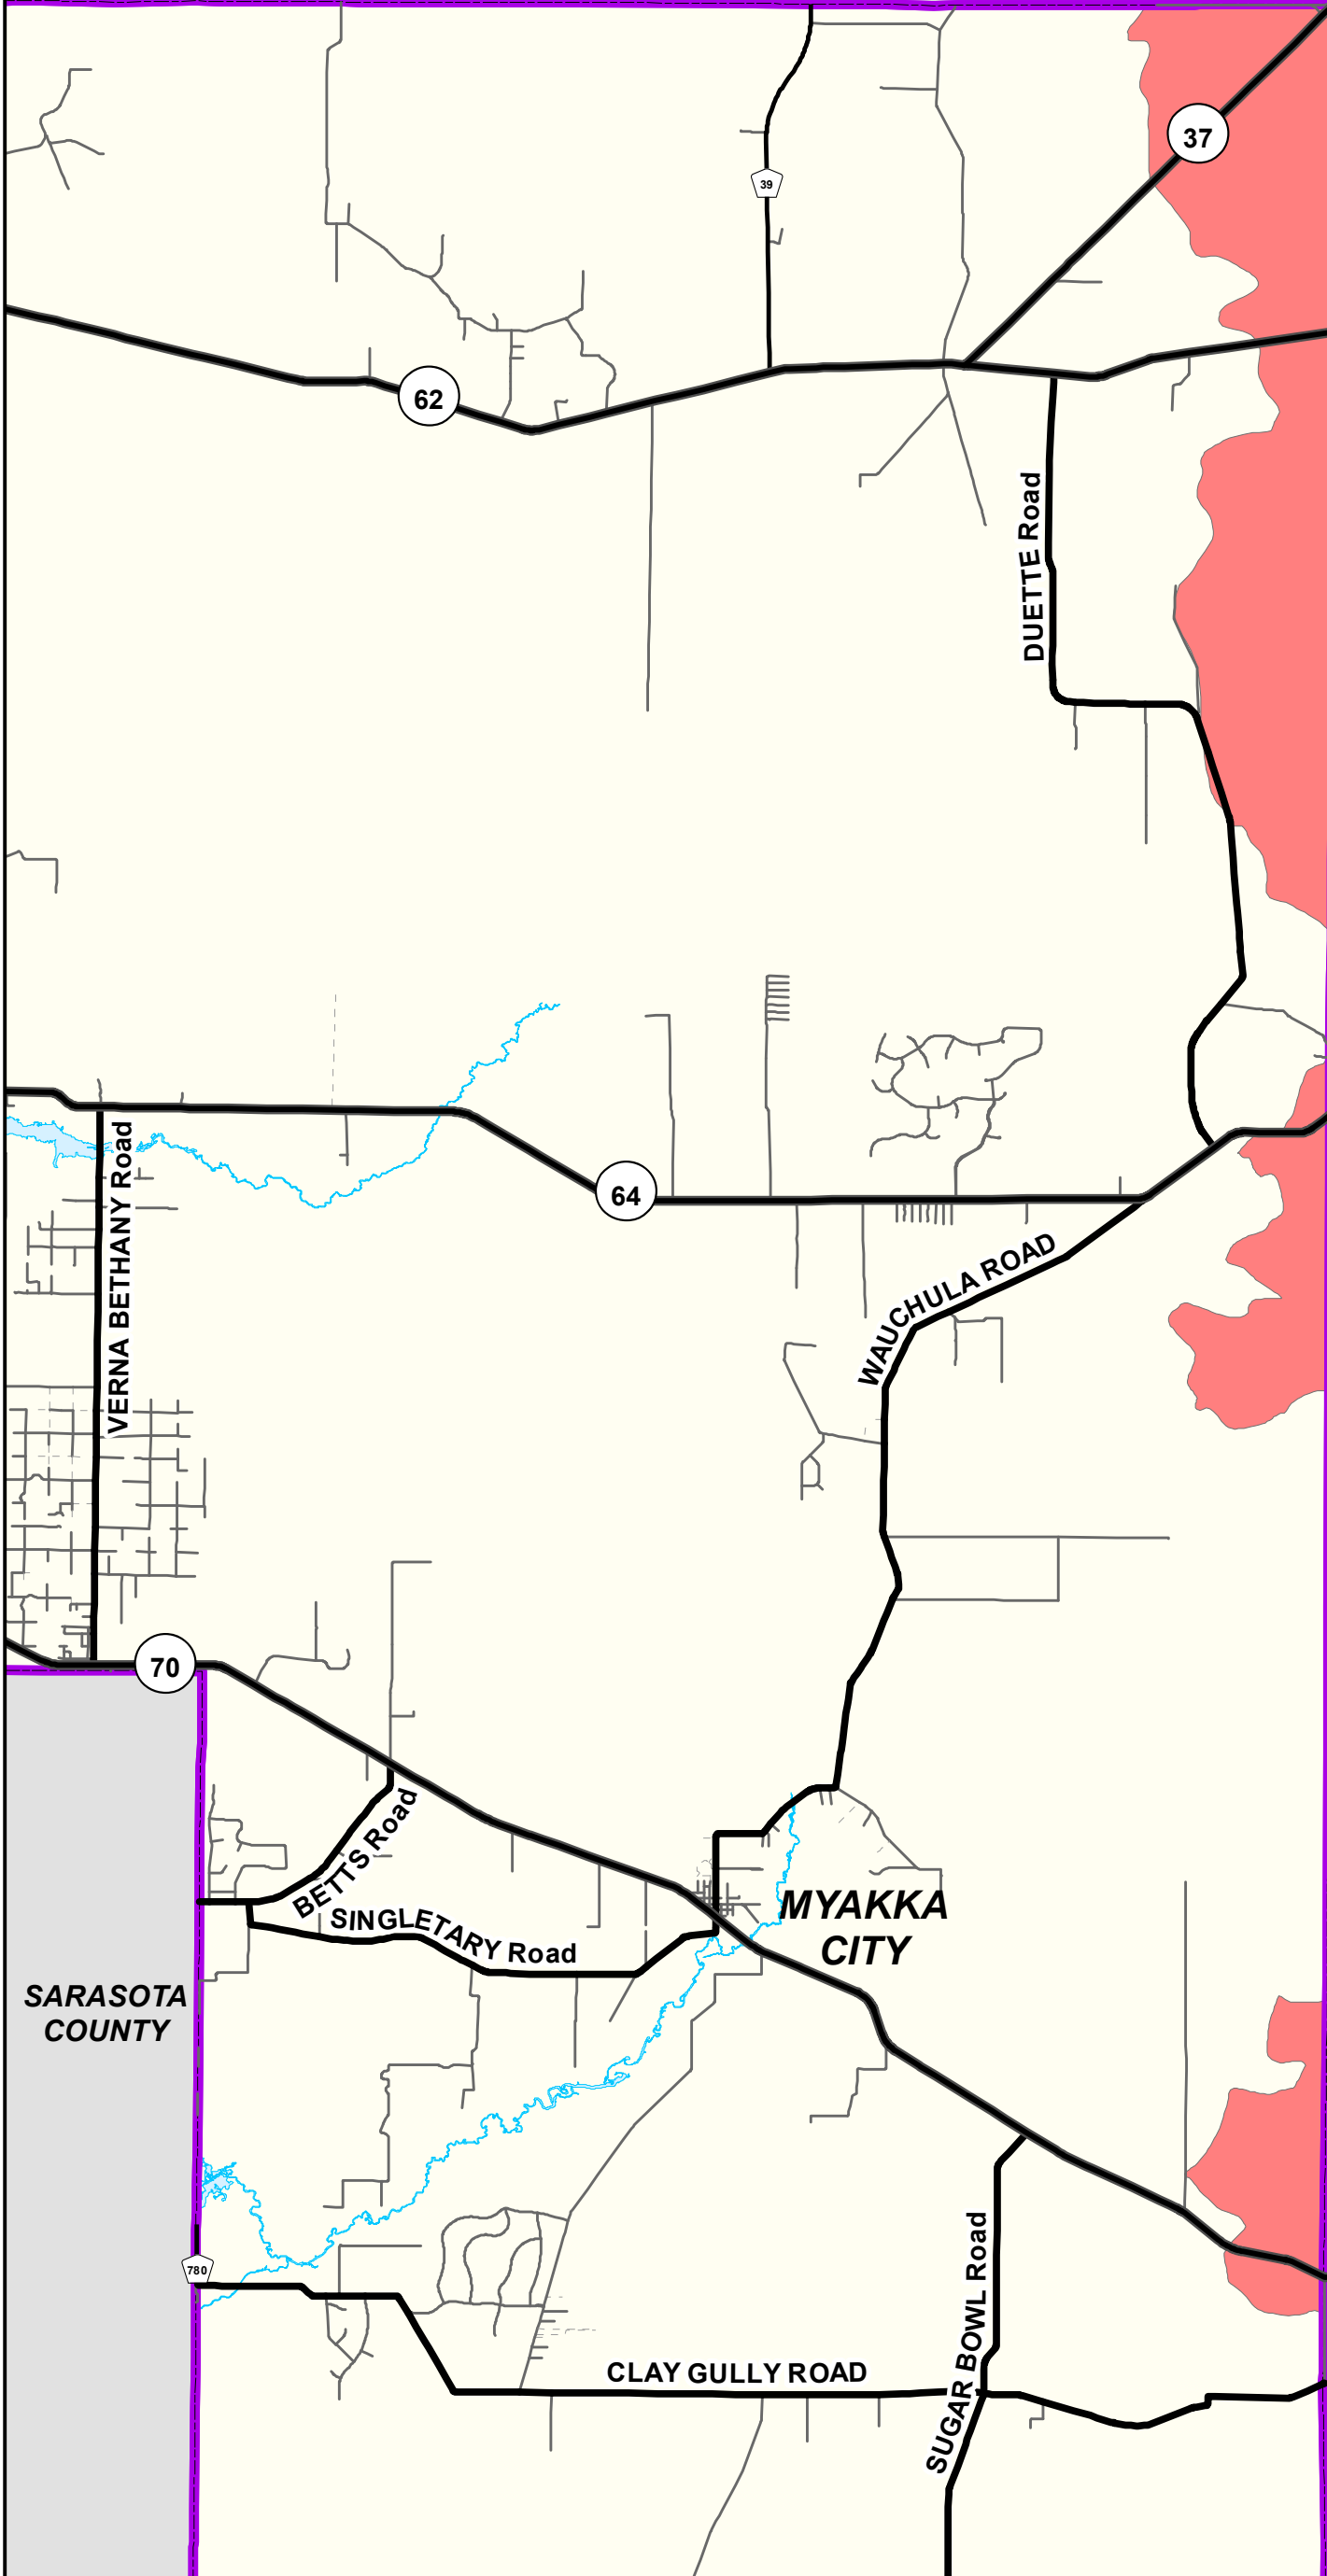 37
39
62
DUETTE Road
VERNA BETHANY Road
64
WAUCHULA ROAD
70
BETTS Road
SINGLETARY Road
MYAKKA
CITY
SARASOTA
COUNTY
780
SUGAR BOWL Road
CLAY GULLY ROAD